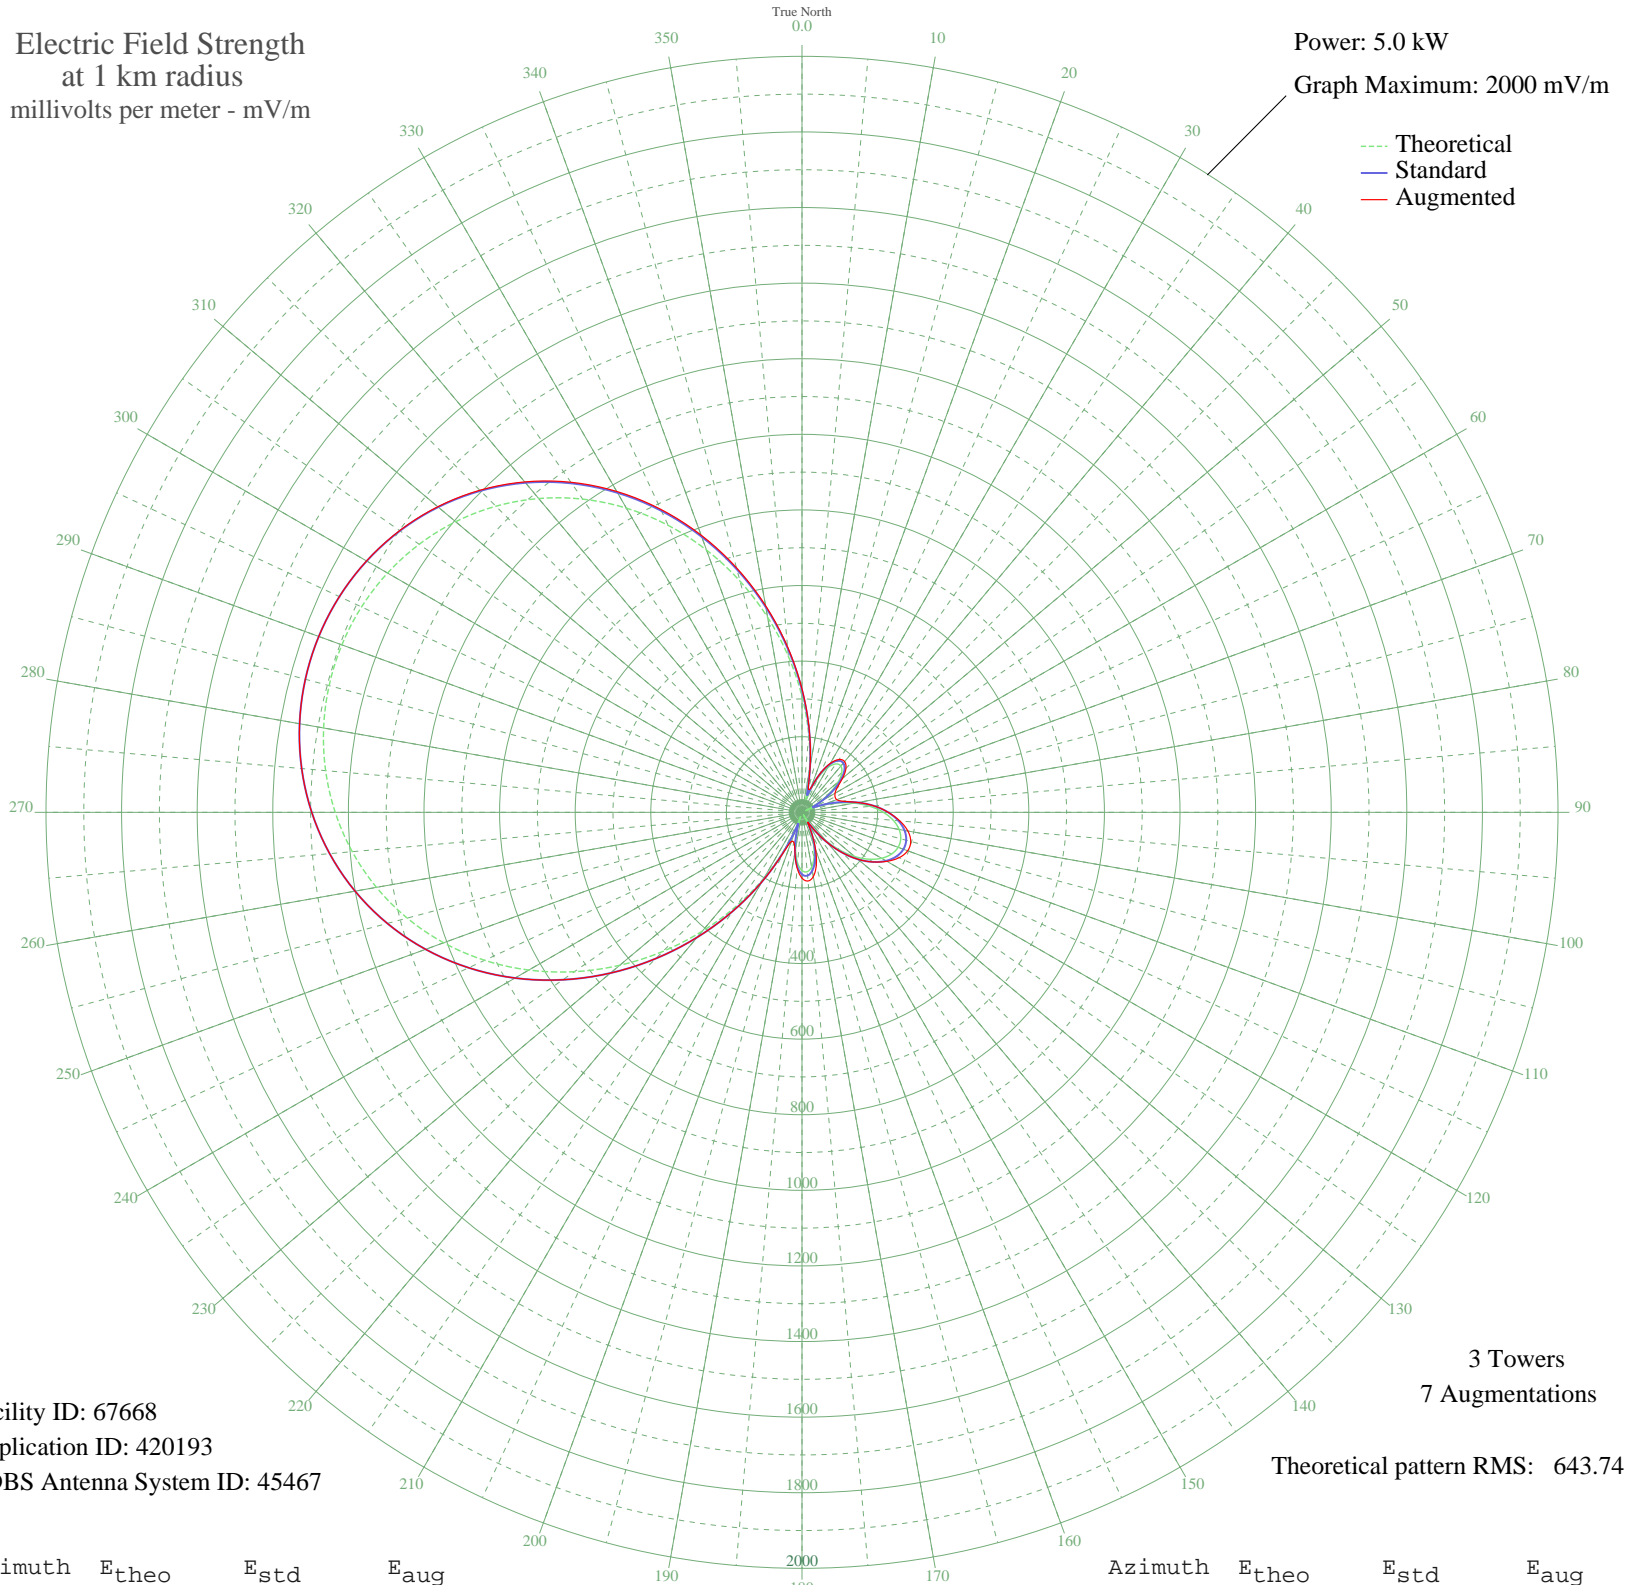 True North
Electric Field Strength
at 1 km radius
millivolts per meter - mV/m
Power: 5.0 kW
Graph Maximum: 2000 mV/m
Theoretical
Standard
Augmented
0.0
10
20
30
40
50
60
70
80
90
100
110
120
130
140
150
160
170
190
200
210
220
230
240
250
260
270
280
290
300
310
320
330
340
350
400
600
800
1000
1200
1400
1600
1800
2000
3 Towers
7 Augmentations
Theoretical pattern RMS: 643.74
cility ID: 67668
plication ID: 420193
DBS Antenna System ID: 45467
imuth Etheo Estd Eaug
Azimuth Etheo Estd Eaug